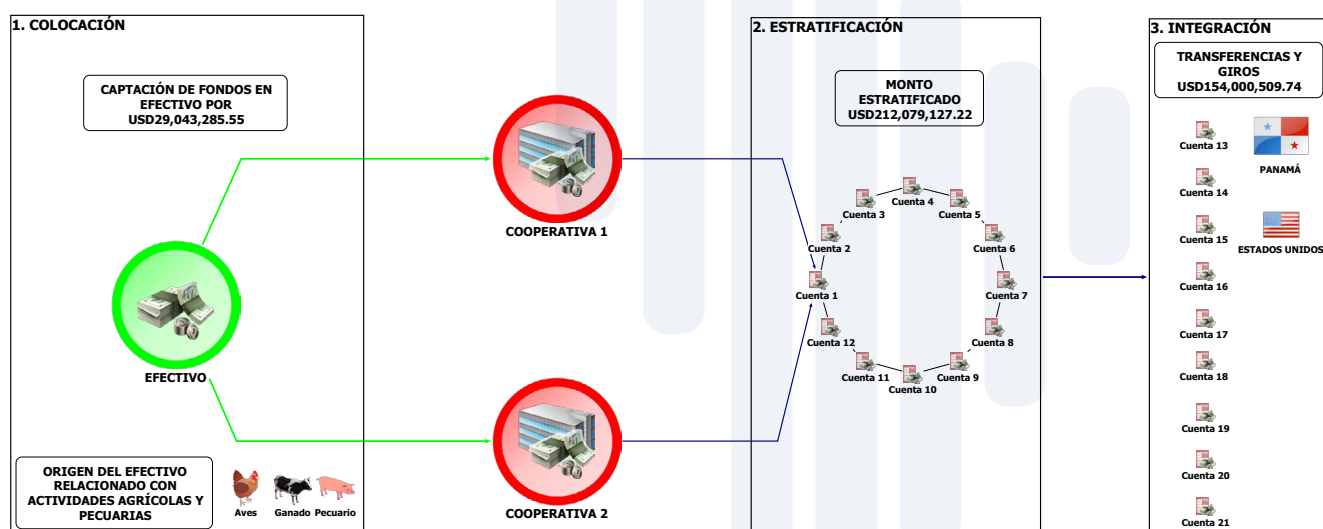 1. COLOCACIÓN
CAPTACIÓN DE FONDOS EN
EFECTIVO POR
USD29,043,285.55
EFECTIVO
ORIGEN DEL EFECTIVO
RELACIONADO CON
ACTIVIDADES AGRÍCOLAS Y
PECUARIAS
Aves
Ganado
Pecuario
COOPERATIVA 1
COOPERATIVA 2
2. ESTRATIFICACIÓN
MONTO
ESTRATIFICADO
USD212,079,127.22
Cuenta 1
Cuenta 2
Cuenta 3
Cuenta 4
Cuenta 5
Cuenta 6
Cuenta 7
Cuenta 8
Cuenta 9
Cuenta 10
Cuenta 11
Cuenta 12
3. INTEGRACIÓN
TRANSFERENCIAS Y
GIROS
USD154,000,509.74
Cuenta 13
Cuenta 14
Cuenta 15
Cuenta 16
Cuenta 17
Cuenta 18
Cuenta 19
Cuenta 20
Cuenta 21
PANAMÁ
ESTADOS UNIDOS